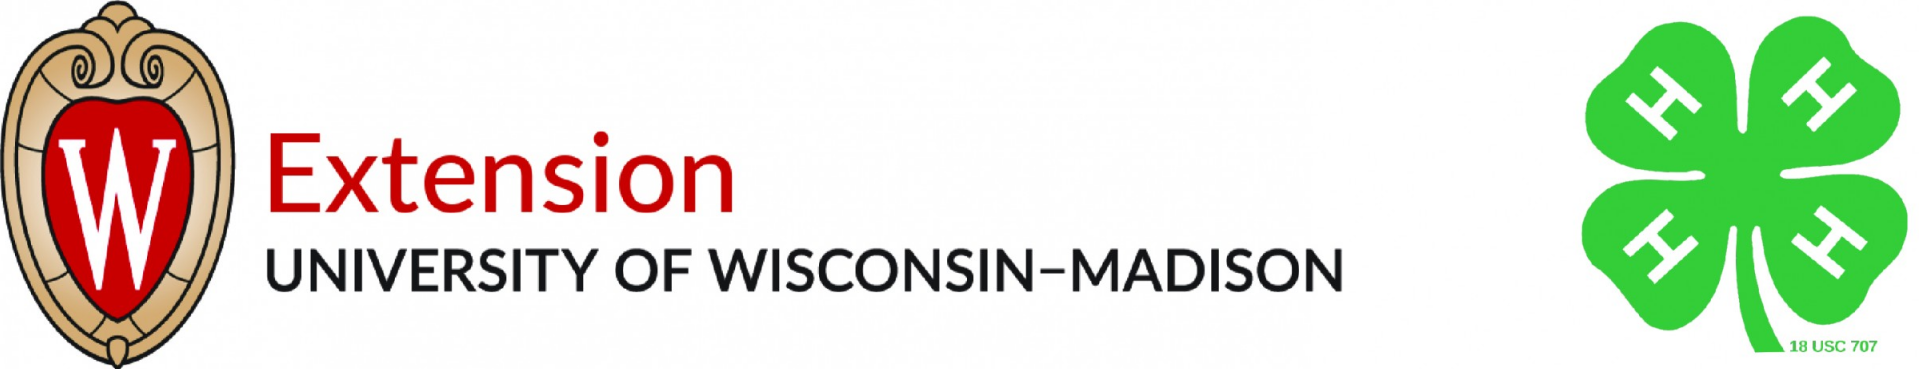 W
Extension
UNIVERSITY OF WISCONSIN–MADISON
H H
H H
18 USC 707